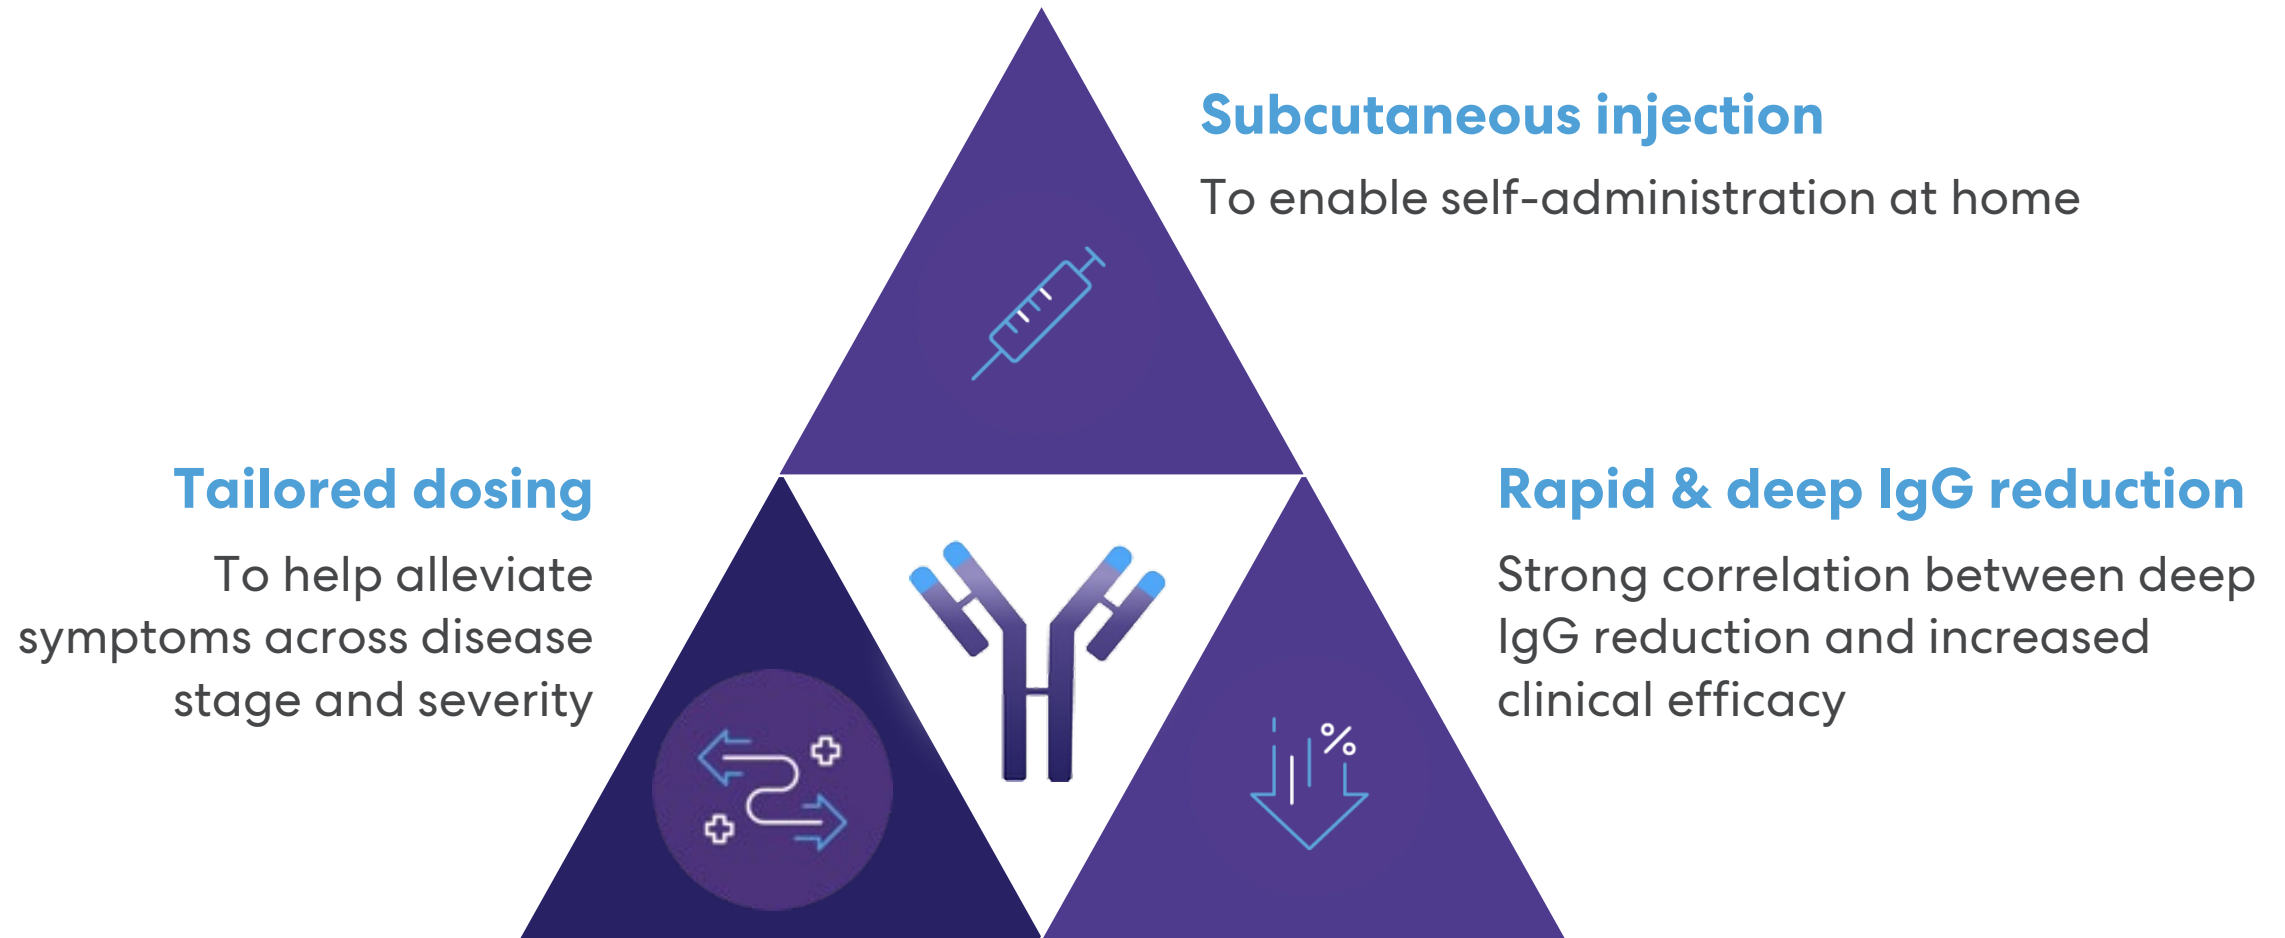 Subcutaneous injection
To enable self-administration at home
Tailored dosing
To help alleviate
symptoms across disease
stage and severity
Rapid & deep IgG reduction
Strong correlation between deep
IgG reduction and increased
clinical efficacy
%